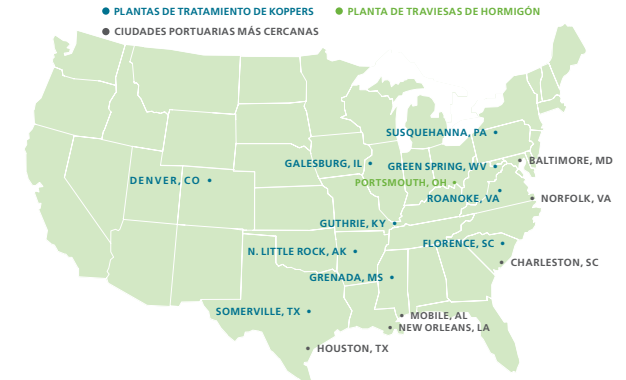 PLANTAS DE TRATAMIENTO DE KOPPERS
PLANTA DE TRAVIESAS DE HORMIGÓN
CIUDADES PORTUARIAS MÁS CERCANAS
SUSQUEHANNA, PA
GALESBURG, IL
GREEN SPRING, WV
BALTIMORE, MD
DENVER, CO
PORTSMOUTH, OH
ROANOKE, VA
NORFOLK, VA
GUTHRIE, KY
N. LITTLE ROCK, AK
FLORENCE, SC
CHARLESTON, SC
GRENADA, MS
SOMERVILLE, TX
MOBILE, AL
NEW ORLEANS, LA
HOUSTON, TX